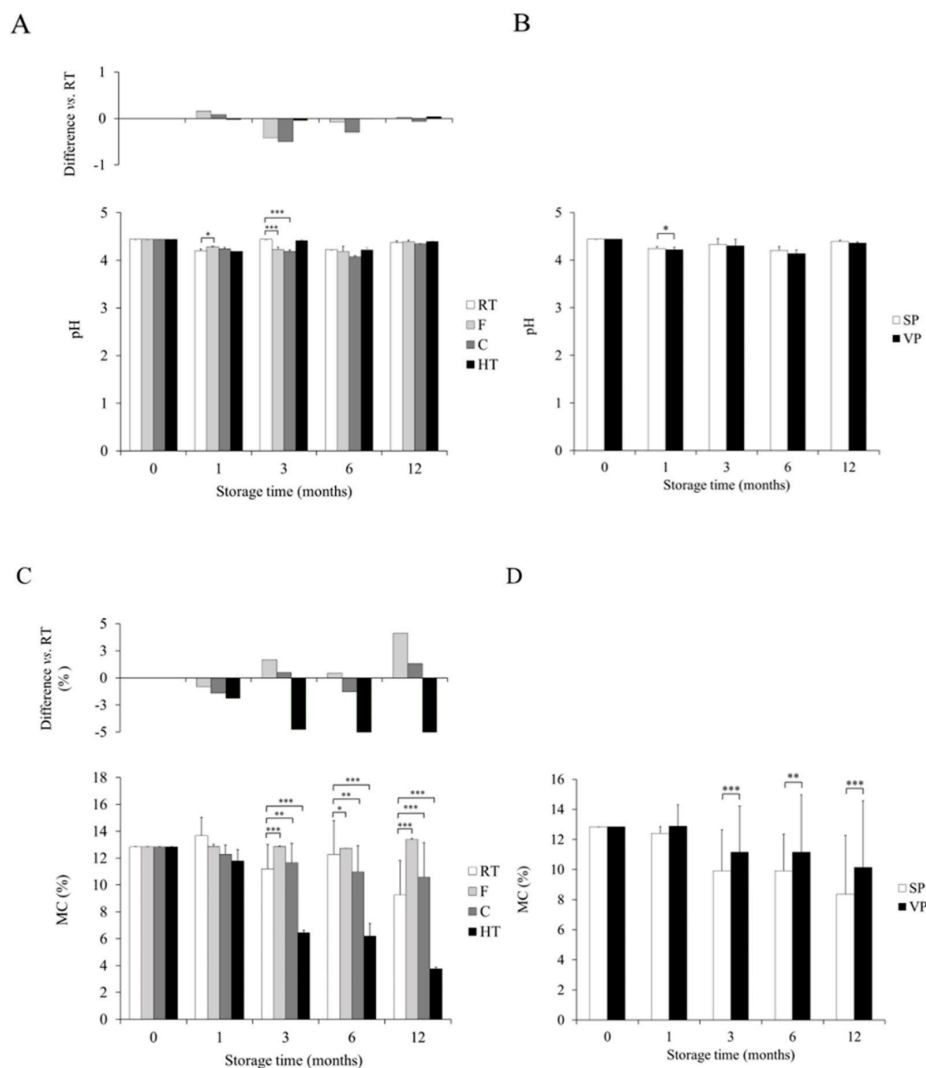 A
B
Difference vs. RT
1
0
-1
pH
5
4
3
2
1
0
*
***
***
0 1 3 6 12
Storage time (months)
RT
F
C
HT
pH
5
4
3
2
1
0
*
0 1 3 6 12
Storage time (months)
SP
VP
C
D
Difference vs. RT
(%)
5
3
0
-3
-5
MC (%)
18
16
14
12
10
8
6
4
2
0
***
**
***
***
**
*
***
***
***
0 1 3 6 12
Storage time (months)
RT
F
C
HT
MC (%)
16
14
12
10
8
6
4
2
0
***
**
***
0 1 3 6 12
Storage time (months)
SP
VP